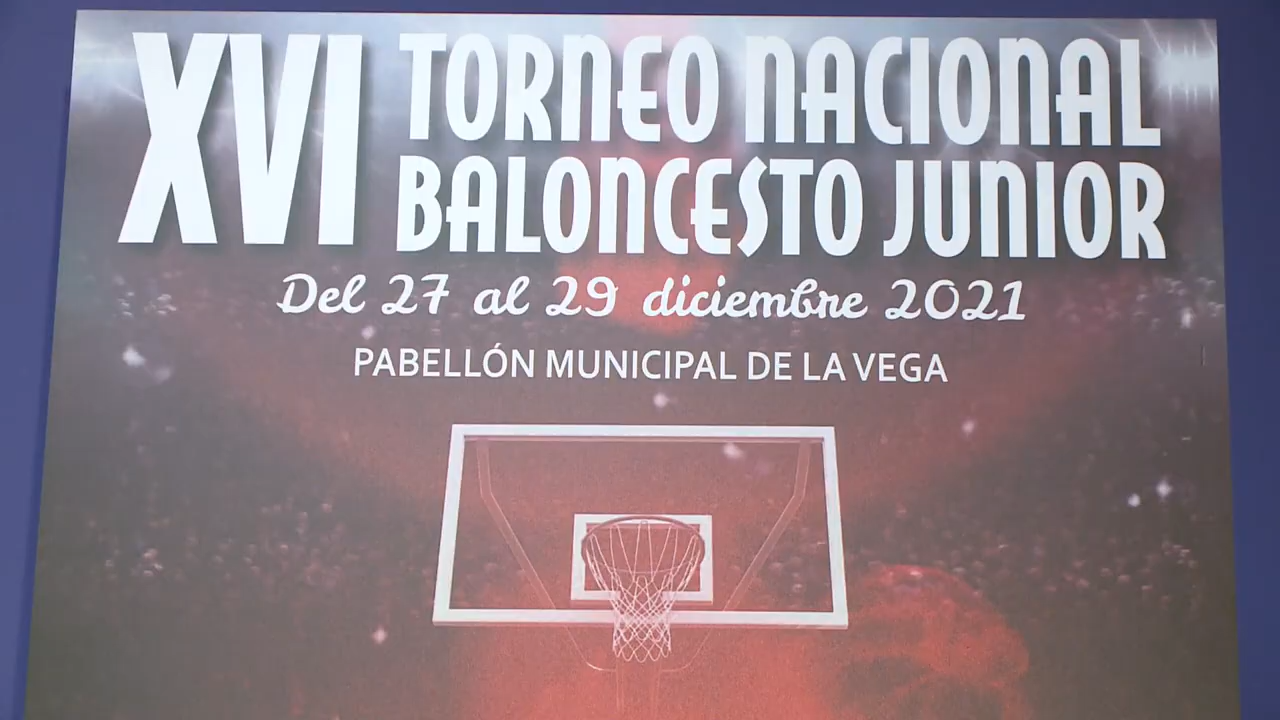 XVI TORNEO NACIONAL
BALONCESTO JUNIOR
Del 27 al 29 diciembre 2021
PABELLÓN MUNICIPAL DE LA VEGA